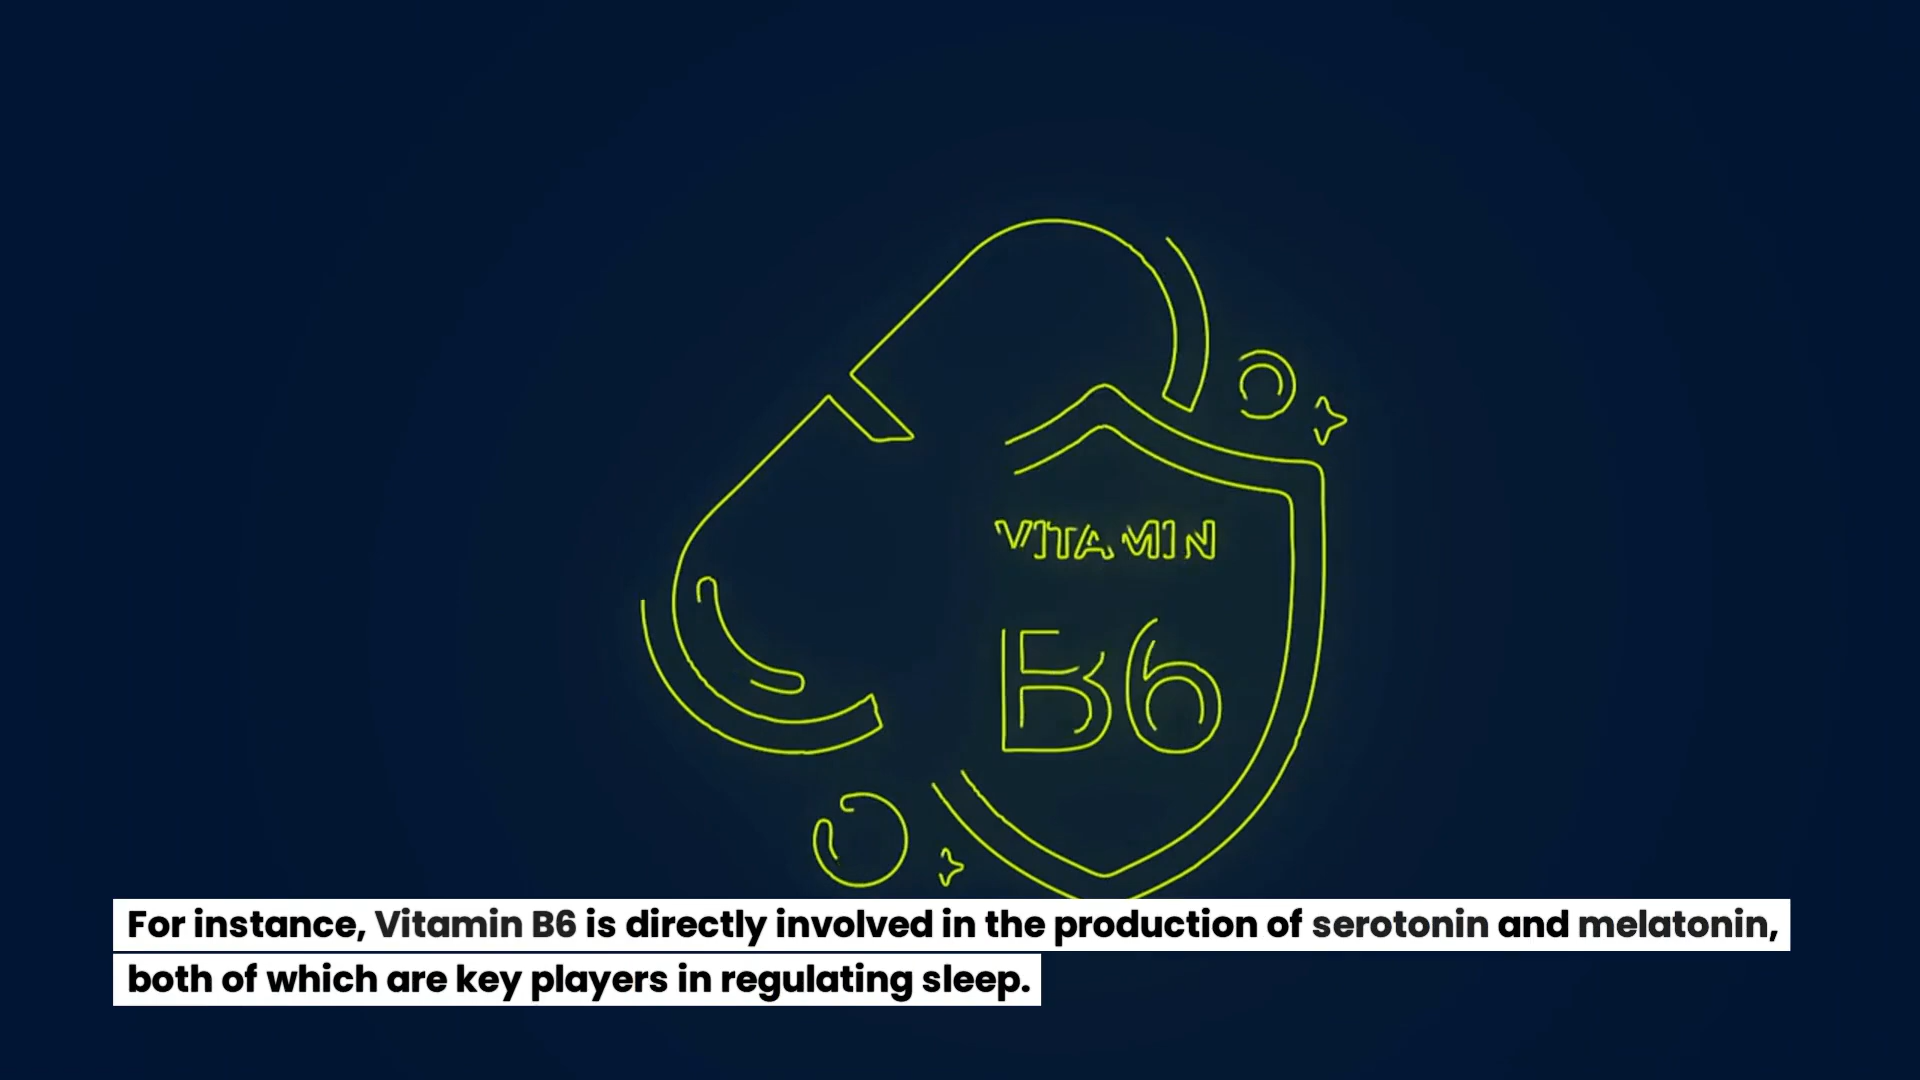 VITAMIN
B6
For instance, Vitamin B6 is directly involved in the production of serotonin and melatonin,
both of which are key players in regulating sleep.